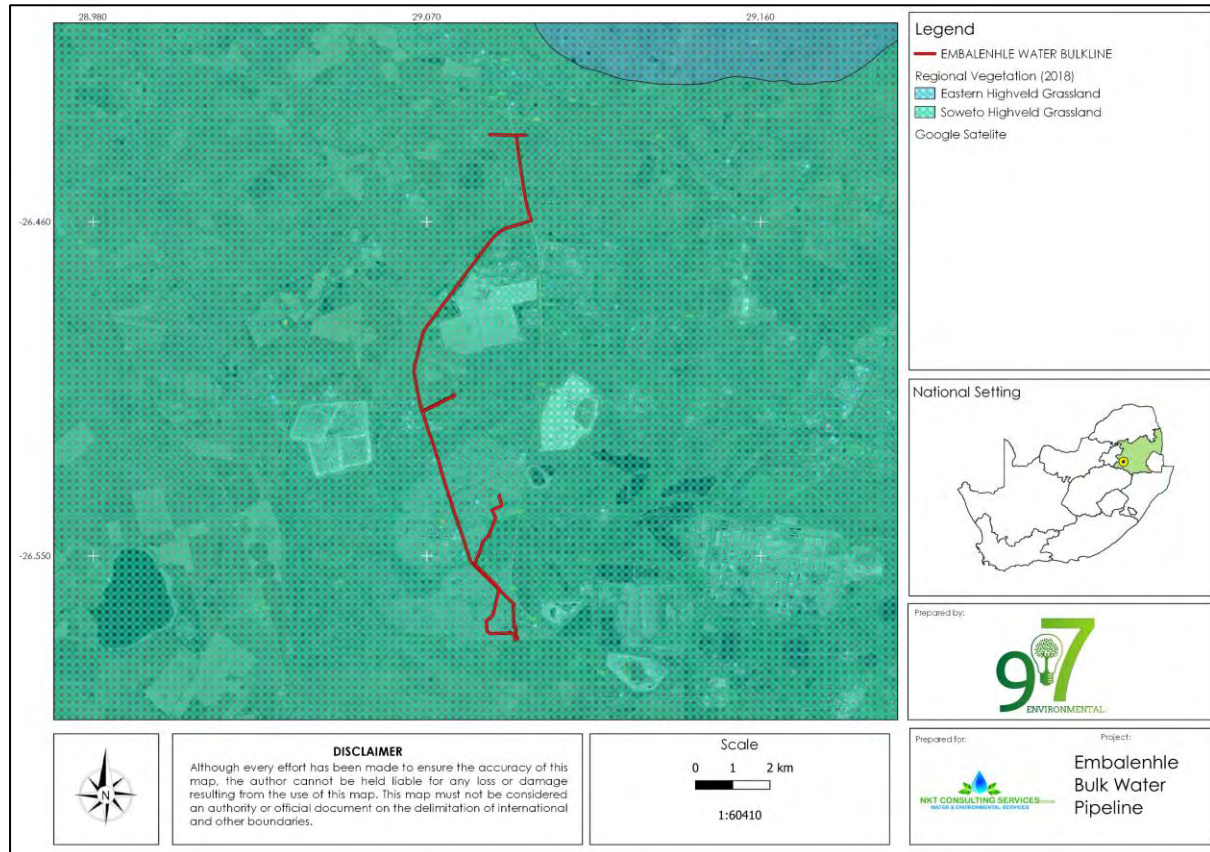 28.980
29.070
29.160
-26.460
-26.550
Legend
EMBALENHLE WATER BULKLINE
Regional Vegetation (2018)
Eastern Highveld Grassland
Soweto Highveld Grassland
Google Satelite
National Setting
Prepared by:
907
ENVIRONMENTAL
N
DISCLAIMER
Although every effort has been made to ensure the accuracy of this
map, the author cannot be held liable for any loss or damage
resulting from the use of this map. This map must not be considered
an authority or official document on the delimitation of international
and other boundaries.
Scale
0 1 2 km
1:60410
Prepared for:
NKT CONSULTING SERVICES
WATER & ENVIRONMENTAL SERVICES
Project:
Embalenhle
Bulk Water
Pipeline